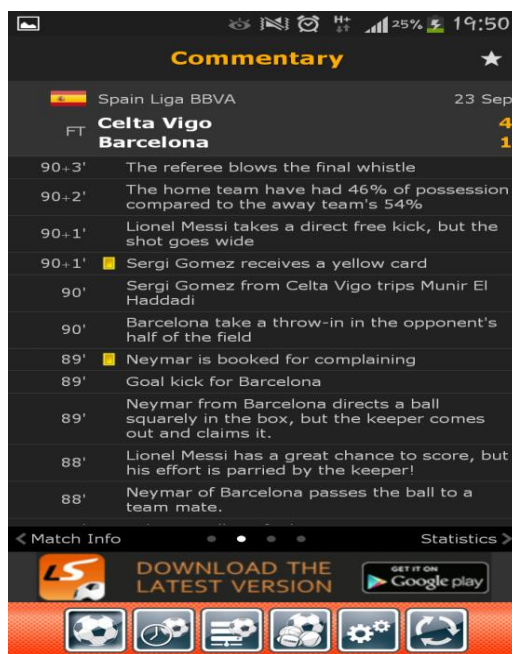 H+
25%
19:50
Commentary
Spain Liga BBVA
23 Sep
FT
Celta Vigo
4
Barcelona
1
90+3'
The referee blows the final whistle
90+2'
The home team have had 46% of possession
compared to the away team's 54%
90+1'
Lionel Messi takes a direct free kick, but the
shot goes wide
90+1'
Sergi Gomez receives a yellow card
90'
Sergi Gomez from Celta Vigo trips Munir El
Haddadi
90'
Barcelona take a throw-in in the opponent's
half of the field
89'
Neymar is booked for complaining
89'
Goal kick for Barcelona
89'
Neymar from Barcelona directs a ball
squarely in the box, but the keeper comes
out and claims it.
88'
Lionel Messi has a great chance to score, but
his effort is parried by the keeper!
88'
Neymar of Barcelona passes the ball to a
team mate.
< Match Info
Statistics >
LS
DOWNLOAD THE
LATEST VERSION
GET IT ON
Google play